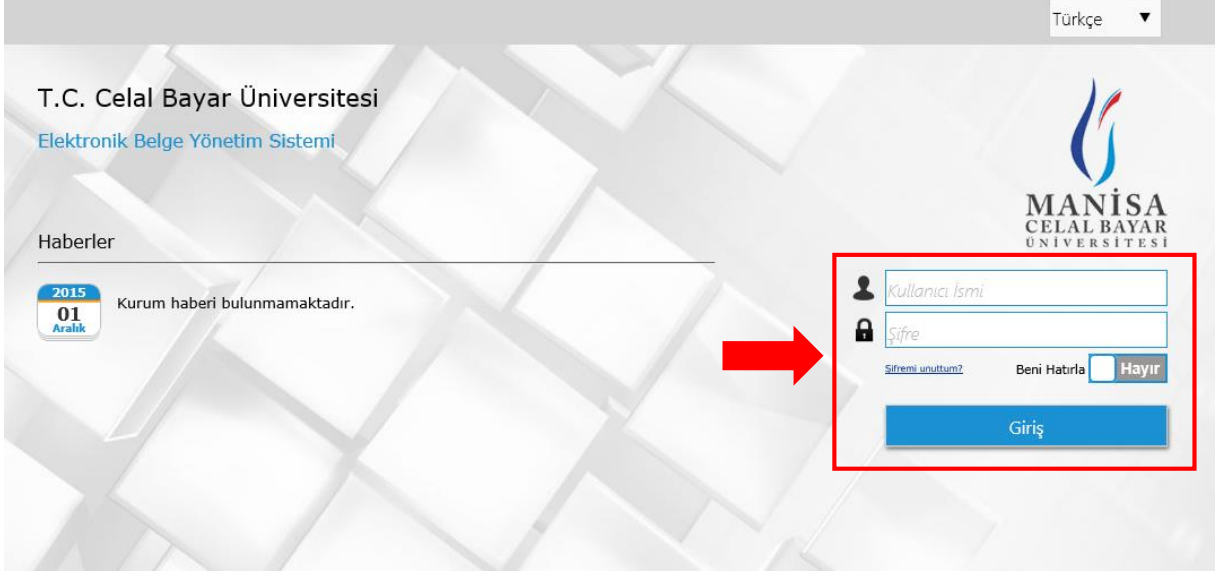 Türkçe
T.C. Celal Bayar Üniversitesi
Elektronik Belge Yönetim Sistemi
MANİSA
CELAL BAYAR
ÜNİVERSİTESİ
Haberler
2015
01
Aralık
Kurum haberi bulunmamaktadır.
Kullanıcı İsmi
Şifre
Şifremi unuttum?
Beni Hatırla
Hayır
Giriş